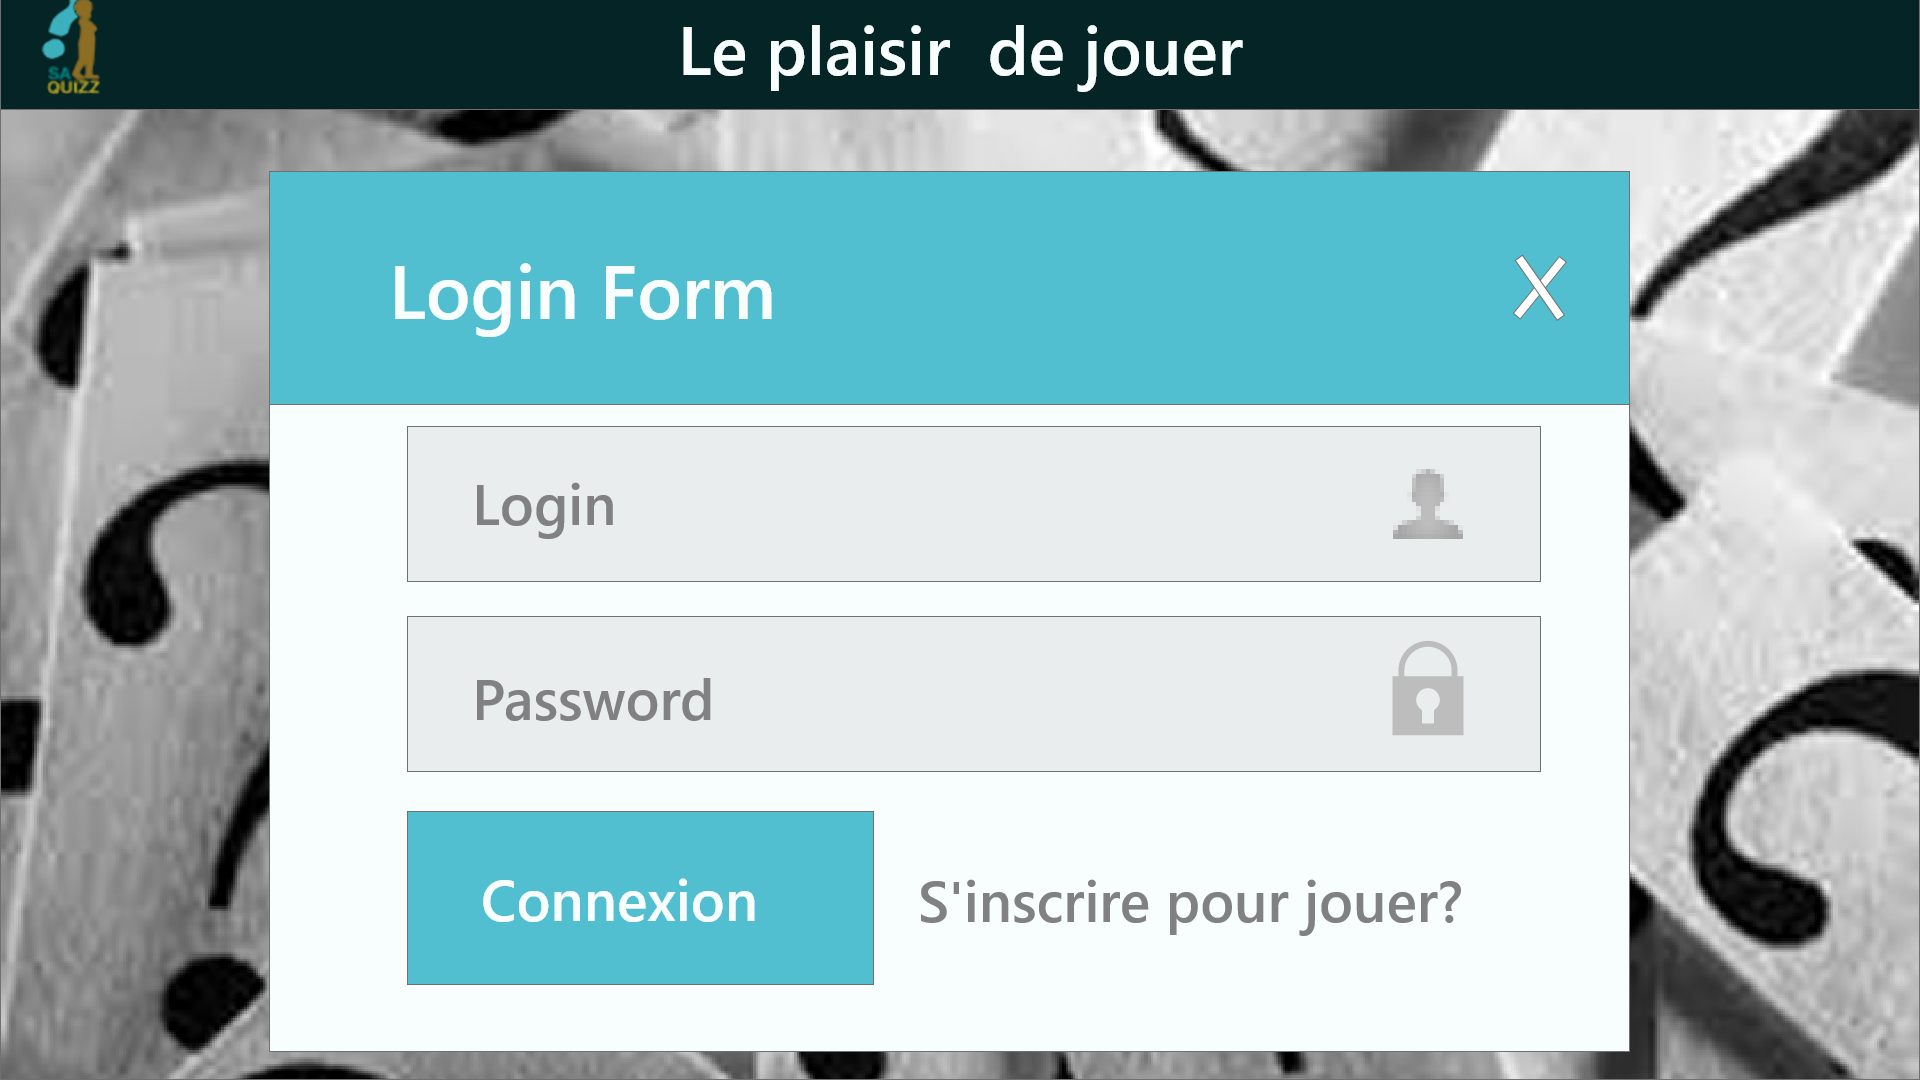 SA
QUIZZ
Le plaisir de jouer
Login Form
X
Login
Password
Connexion
S'inscrire pour jouer?